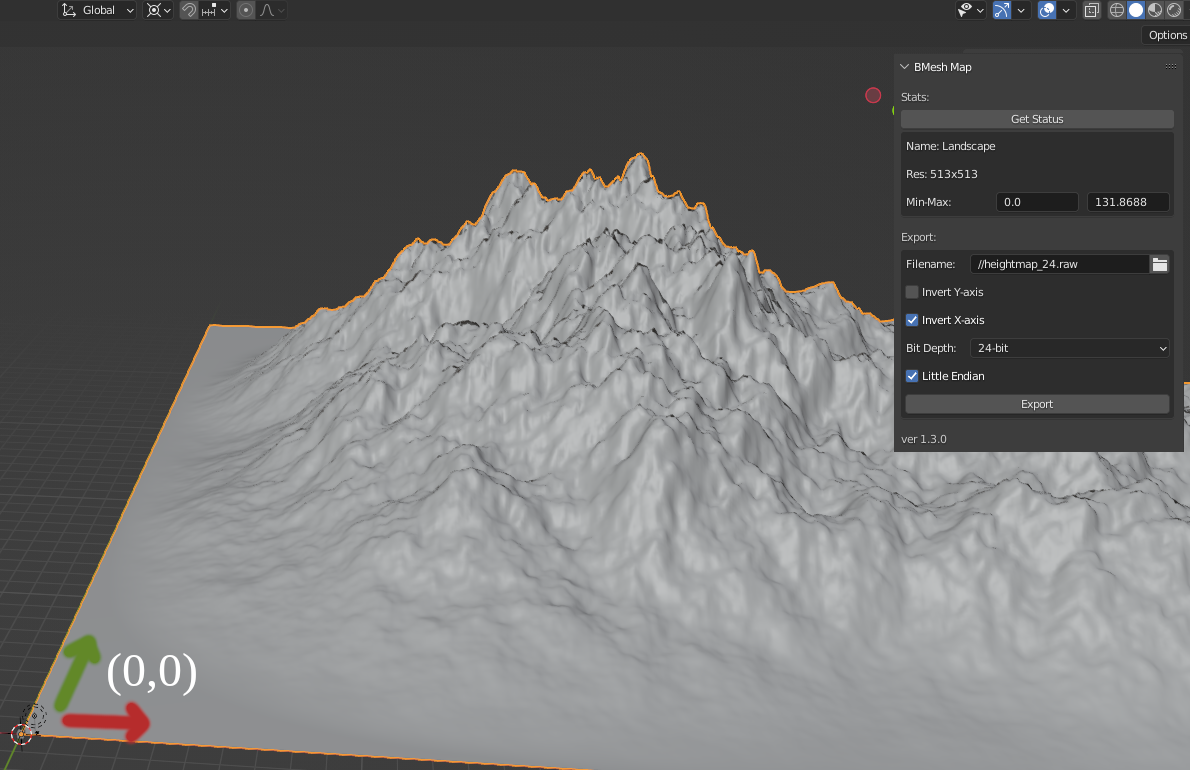 Global
Options
BMesh Map
Stats:
Get Status
Name: Landscape
Res: 513x513
Min-Max: 0.0 131.8688
Export:
Filename: //heightmap_24.raw
Invert Y-axis
Invert X-axis
Bit Depth: 24-bit
Little Endian
Export
ver 1.3.0
(0,0)